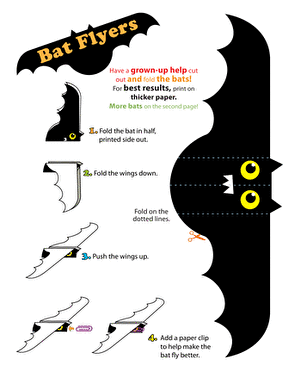 Bat Flyers
Have a grown-up help cut
out and fold the bats!
For best results, print on
thicker paper.
More bats on the second page!
1. Fold the bat in half,
printed side out.
2. Fold the wings down.
Fold on the
dotted lines.
3. Push the wings up.
4. Add a paper clip
to help make the
bat fly better.